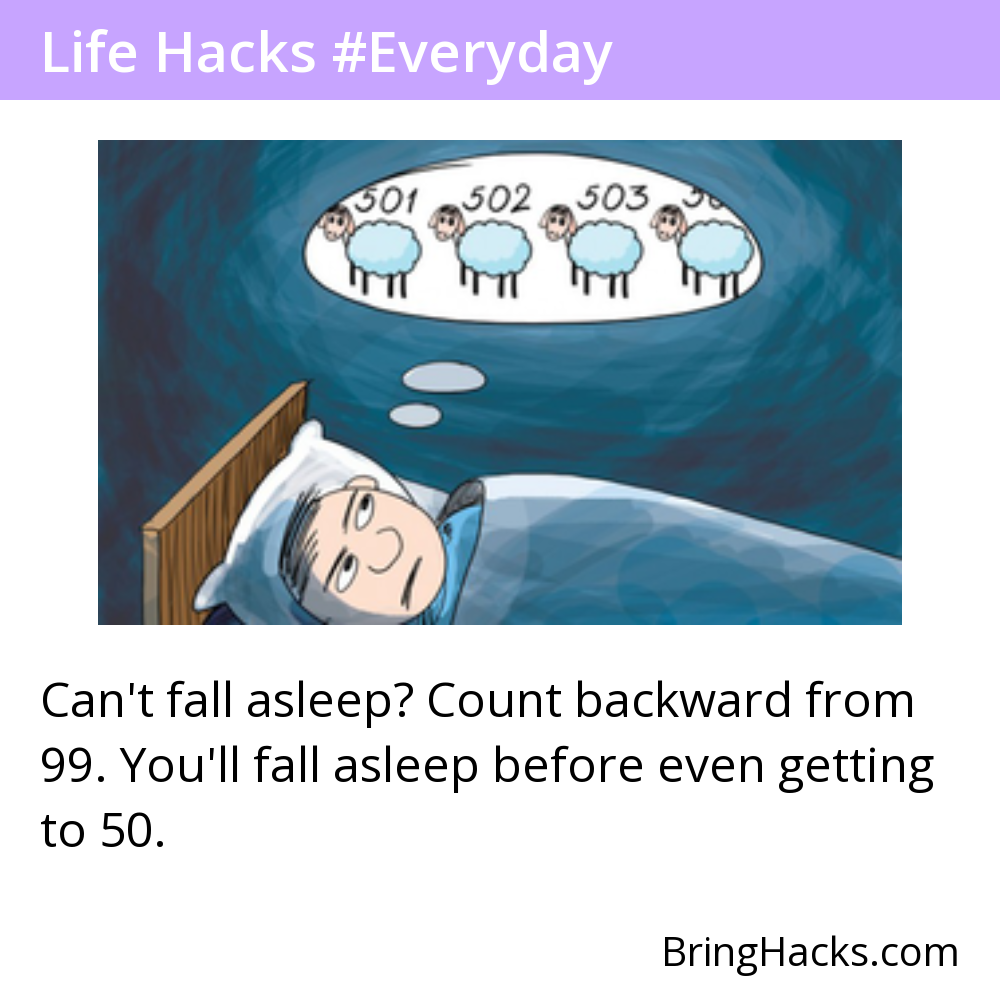 Life Hacks #Everyday
501 502 503 50
Can't fall asleep? Count backward from
99. You'll fall asleep before even getting
to 50.
BringHacks.com